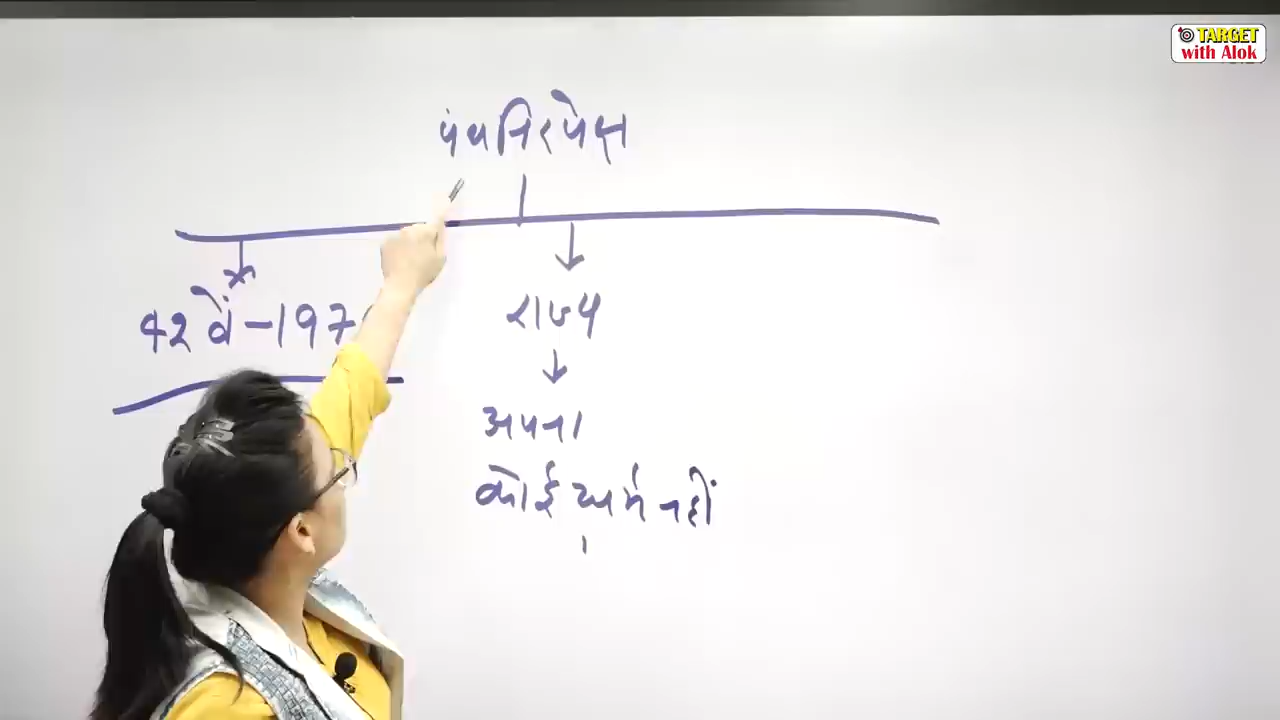 TARGET
with Alok
पंथनिरपेक्ष
42 वें - 197
राज्य
अपना
कोई धर्म नहीं